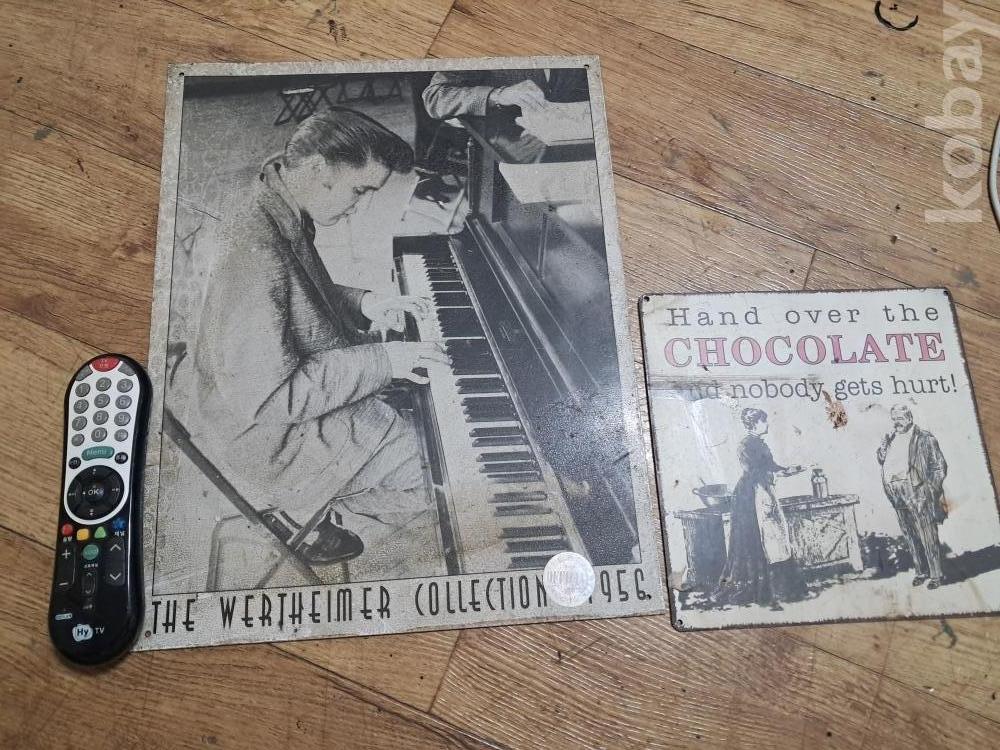 kobay
THE WERTHEIMER COLLECTION 1956
Hand over the
CHOCOLATE
and nobody gets hurt!
Menu
OK
Hy TV